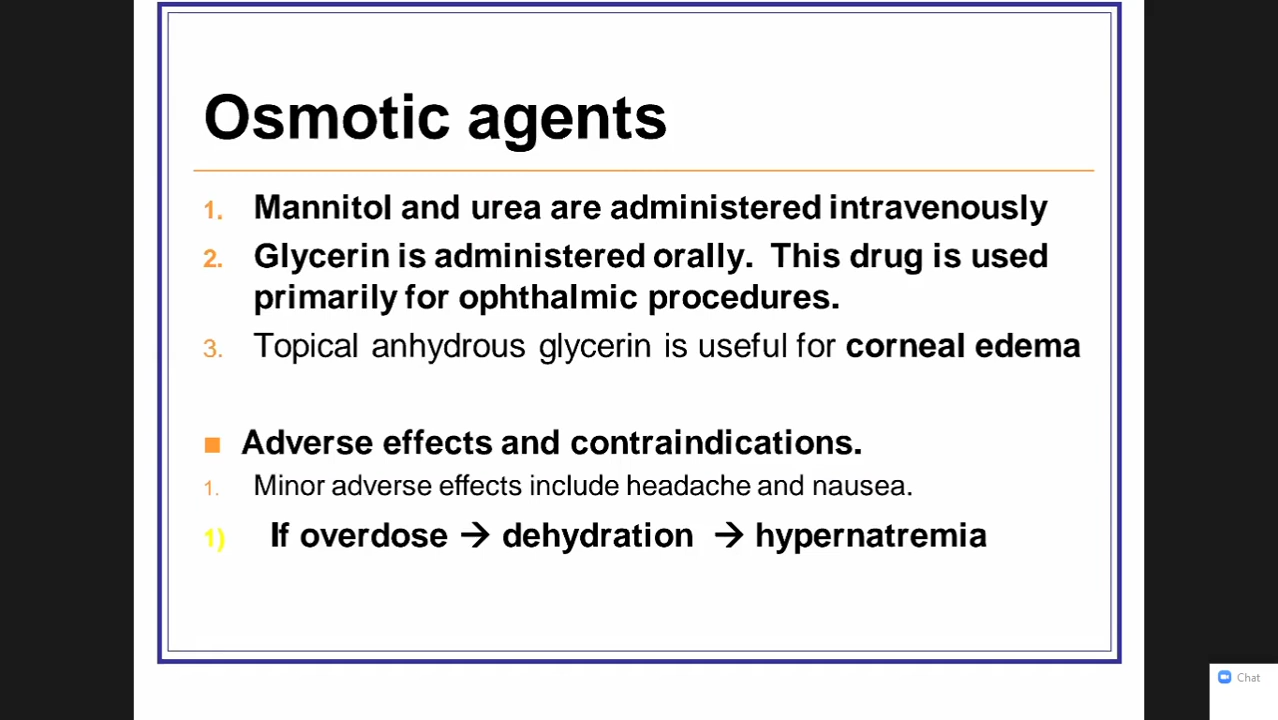 Osmotic agents
1. Mannitol and urea are administered intravenously
2. Glycerin is administered orally. This drug is used
primarily for ophthalmic procedures.
3. Topical anhydrous glycerin is useful for corneal edema
■ Adverse effects and contraindications.
1. Minor adverse effects include headache and nausea.
1) If overdose → dehydration → hypernatremia
Chat